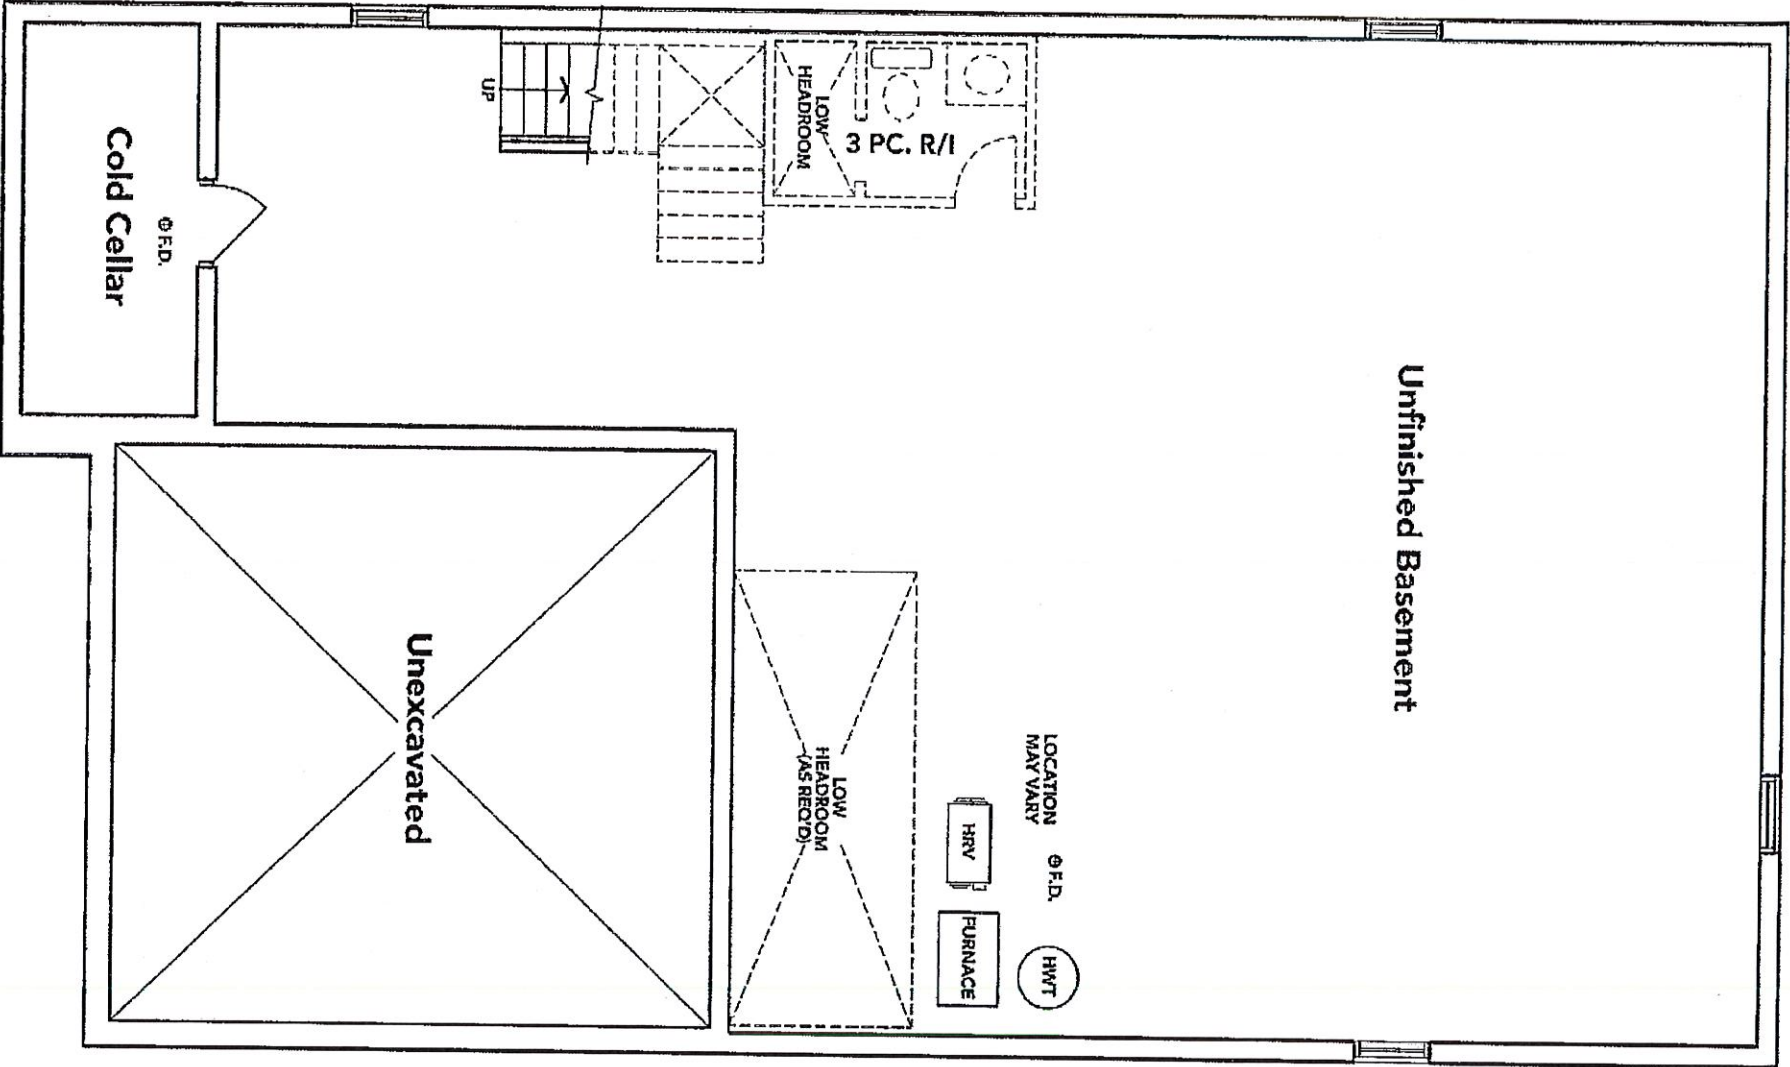 Cold Cellar
⊕ F.D.
UP
LOW
HEADROOM
3 PC. R/I
Unfinished Basement
Unexcavated
LOW
HEADROOM
(AS REQ'D)
LOCATION
MAY VARY
⊕ F.D.
HRV
FURNACE
HWT